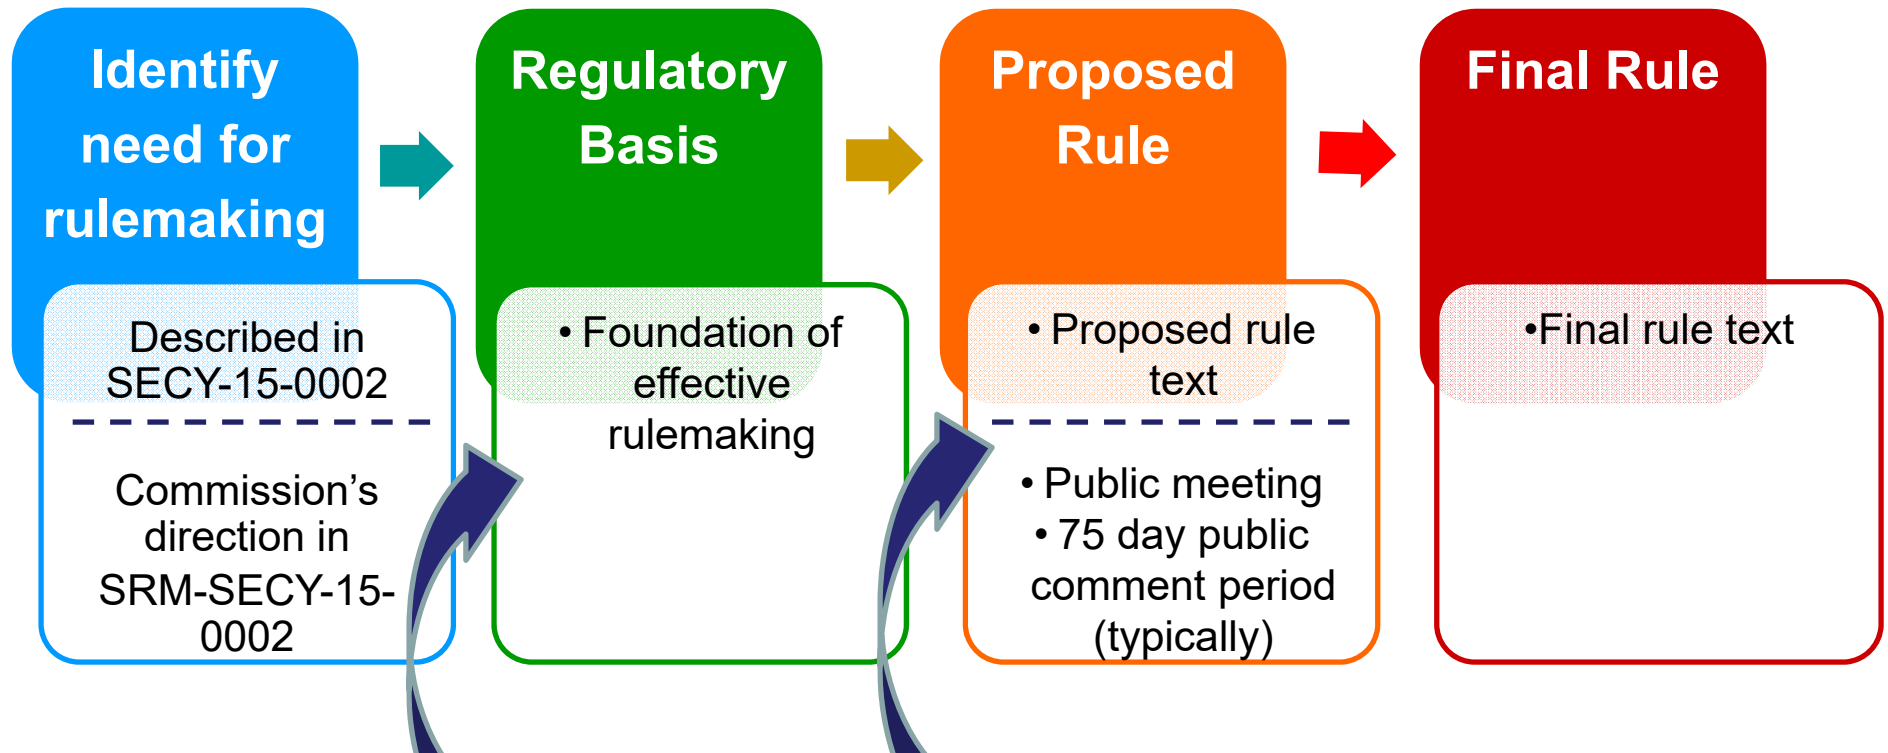 Identify
need for
rulemaking
Described in
SECY-15-0002
Commission’s
direction in
SRM-SECY-15-
0002
Regulatory
Basis
• Foundation of
effective
rulemaking
Proposed
Rule
• Proposed rule
text
• Public meeting
• 75 day public
comment period
(typically)
Final Rule
•Final rule text